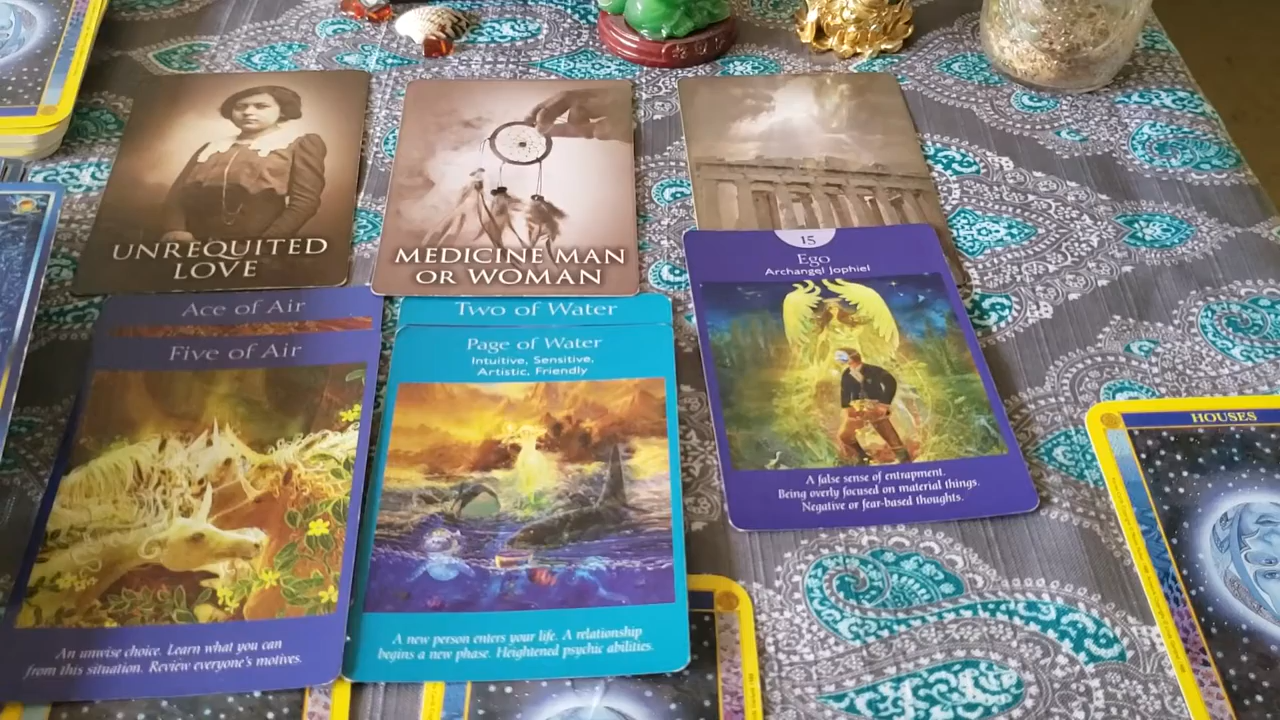 UNREQUITED
LOVE
MEDICINE MAN
OR WOMAN
15
Ego
Archangel Jophiel
A false sense of entrapment.
Being overly focused on material things.
Negative or fear-based thoughts.
Ace of Air
Five of Air
An unwise choice. Learn what you can
from this situation. Review everyone's motives.
Two of Water
Page of Water
Intuitive, Sensitive,
Artistic, Friendly
A new person enters your life. A relationship
begins a new phase. Heightened psychic abilities.
HOUSES